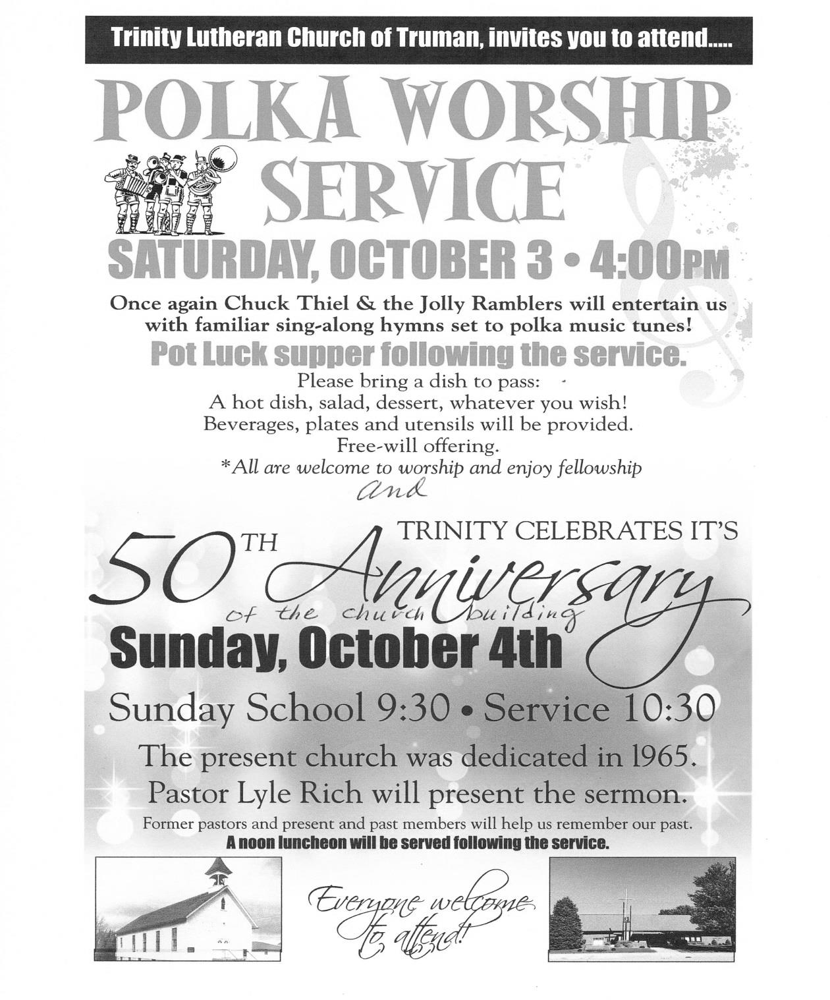 Trinity Lutheran Church of Truman, invites you to attend.....
POLKA WORSHIP
SERVICE
SATURDAY, OCTOBER 3 • 4:00PM
Once again Chuck Thiel & the Jolly Ramblers will entertain us
with familiar sing-along hymns set to polka music tunes!
Pot Luck supper following the service.
Please bring a dish to pass:
A hot dish, salad, dessert, whatever you wish!
Beverages, plates and utensils will be provided.
Free-will offering.
*All are welcome to worship and enjoy fellowship
and
TRINITY CELEBRATES IT'S
50TH Anniversary
of the church building
Sunday, October 4th
Sunday School 9:30 • Service 10:30
The present church was dedicated in 1965.
Pastor Lyle Rich will present the sermon.
Former pastors and present and past members will help us remember our past.
A noon luncheon will be served following the service.
Everyone welcome
to attend!